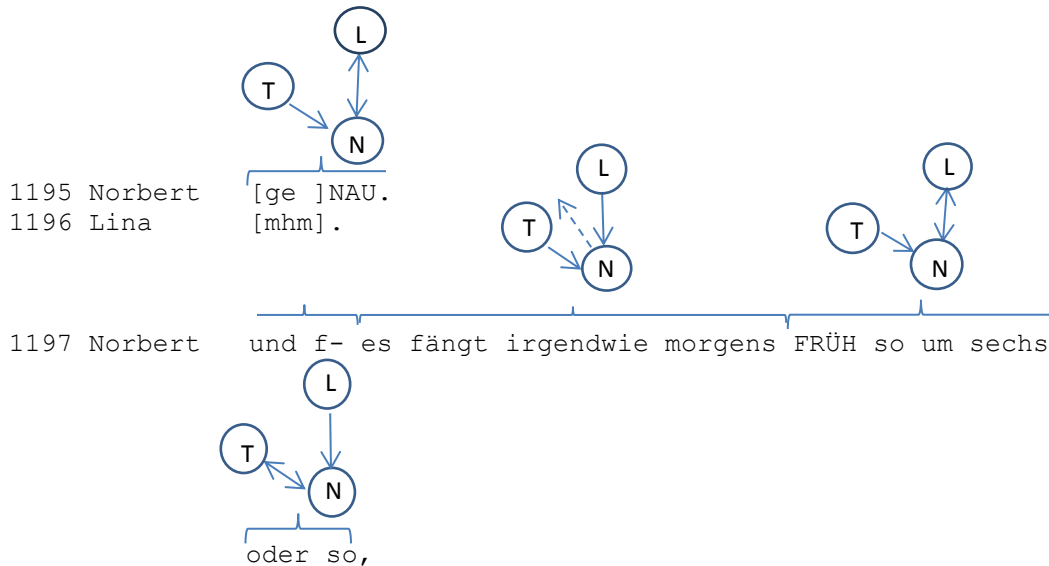 L
T
N
1195 Norbert [ge ]NAU.
1196 Lina [mhm].
L
T
N
L
T
N
1197 Norbert und f- es fängt irgendwie morgens FRÜH so um sechs
L
T
N
oder so,